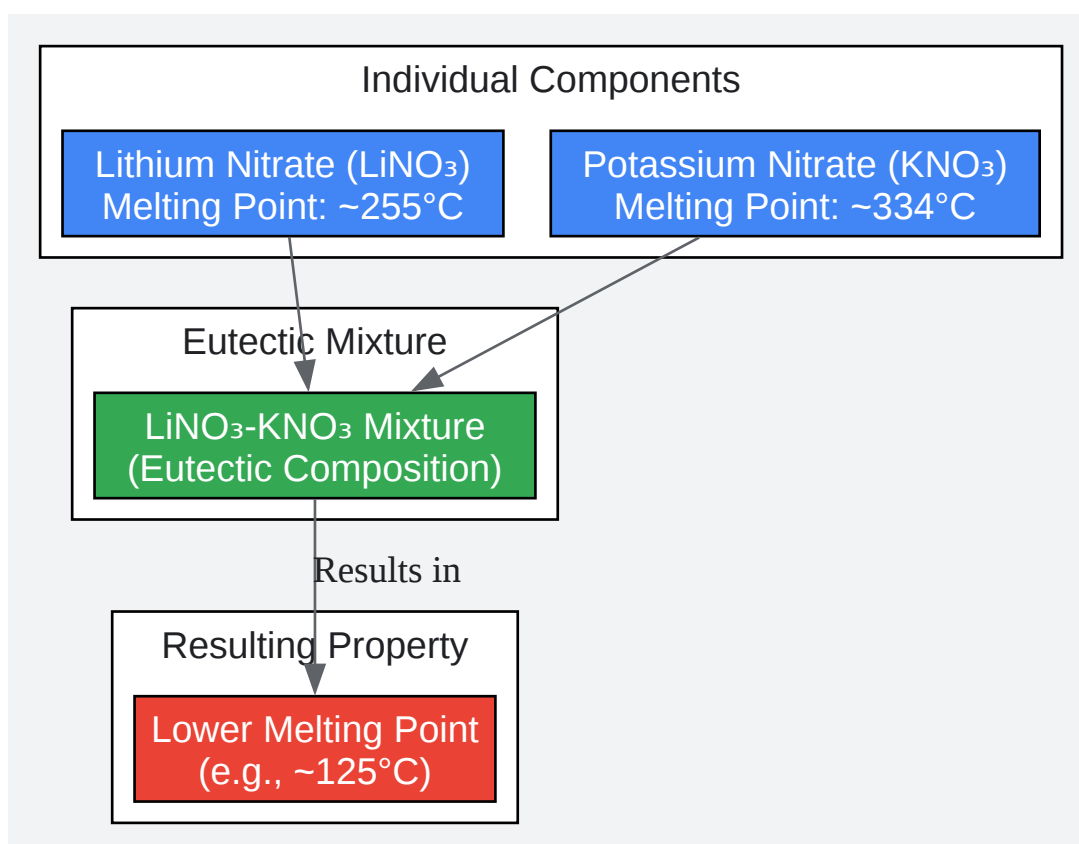 Individual Components
Lithium Nitrate (LiNO₃)
Melting Point: ~255°C
Potassium Nitrate (KNO₃)
Melting Point: ~334°C
Eutectic Mixture
LiNO₃-KNO₃ Mixture
(Eutectic Composition)
Results in
Resulting Property
Lower Melting Point
(e.g., ~125°C)